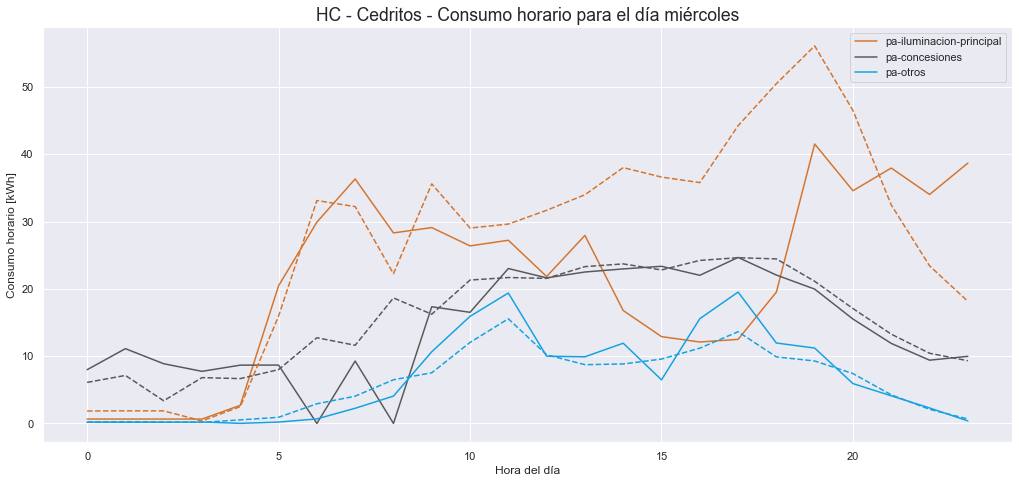 HC - Cedritos - Consumo horario para el día miércoles
pa-iluminacion-principal
pa-concesiones
pa-otros
Consumo horario [kWh]
50
40
30
20
10
0
0
5
10
15
20
Hora del día